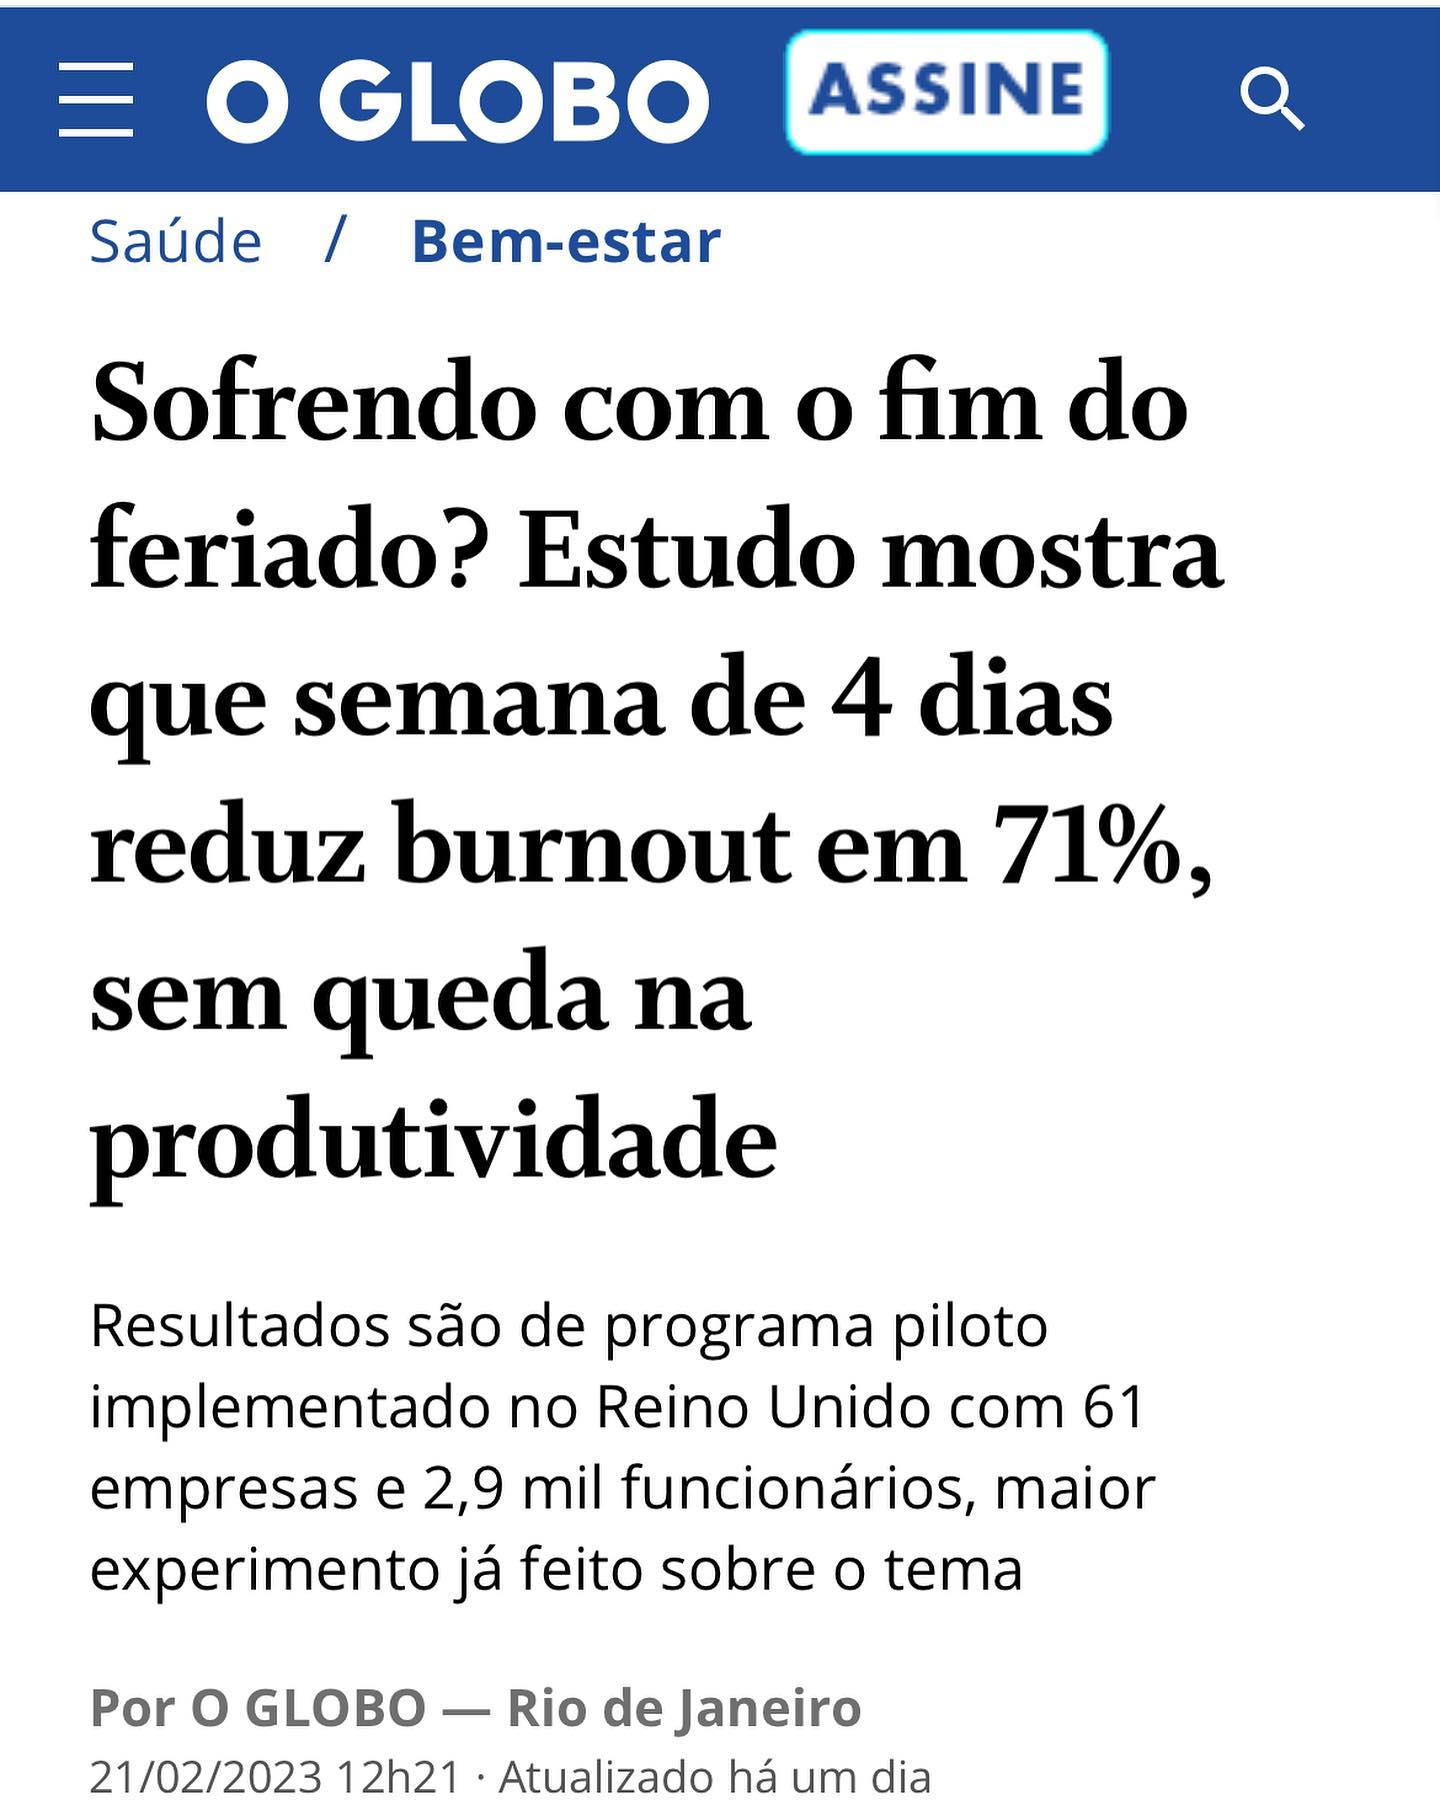 O GLOBO ASSINE
Saúde / Bem-estar
Sofrendo com o fim do
feriado? Estudo mostra
que semana de 4 dias
reduz burnout em 71%,
sem queda na
produtividade
Resultados são de programa piloto
implementado no Reino Unido com 61
empresas e 2,9 mil funcionários, maior
experimento já feito sobre o tema
Por O GLOBO — Rio de Janeiro
21/02/2023 12h21 · Atualizado há um dia